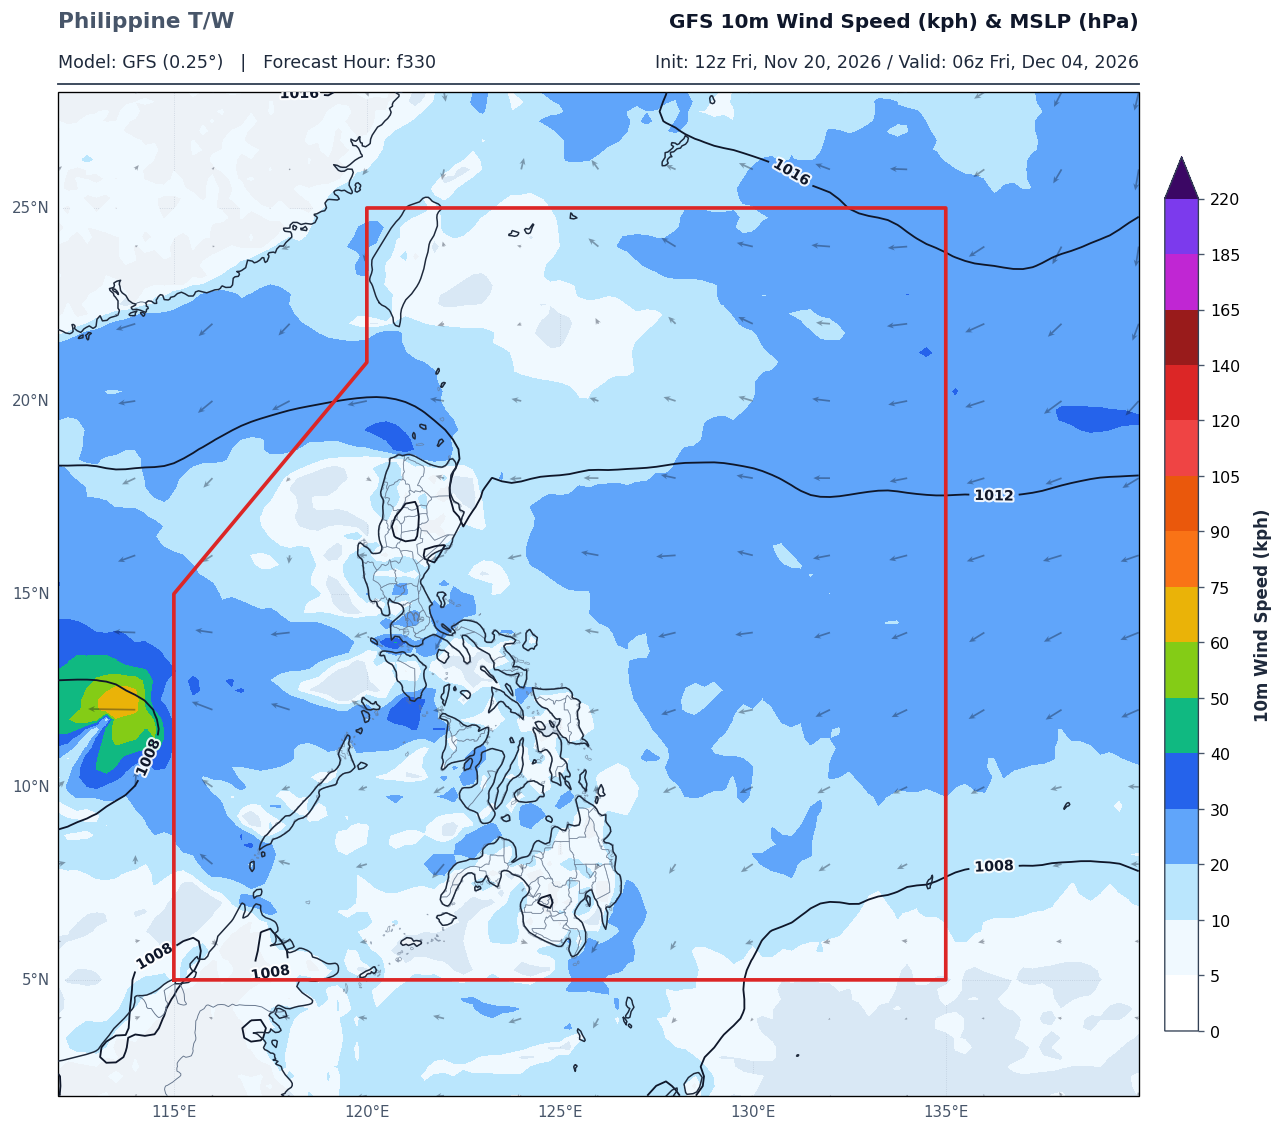 Philippine T/W
GFS 10m Wind Speed (kph) & MSLP (hPa)
Model: GFS (0.25°) | Forecast Hour: f330
Init: 12z Fri, Nov 20, 2026 / Valid: 06z Fri, Dec 04, 2026
1016
1016
1012
1008
1008
1008
1008
25°N
20°N
15°N
10°N
5°N
115°E
120°E
125°E
130°E
135°E
220
185
165
140
120
105
90
75
60
50
40
30
20
10
5
0
10m Wind Speed (kph)